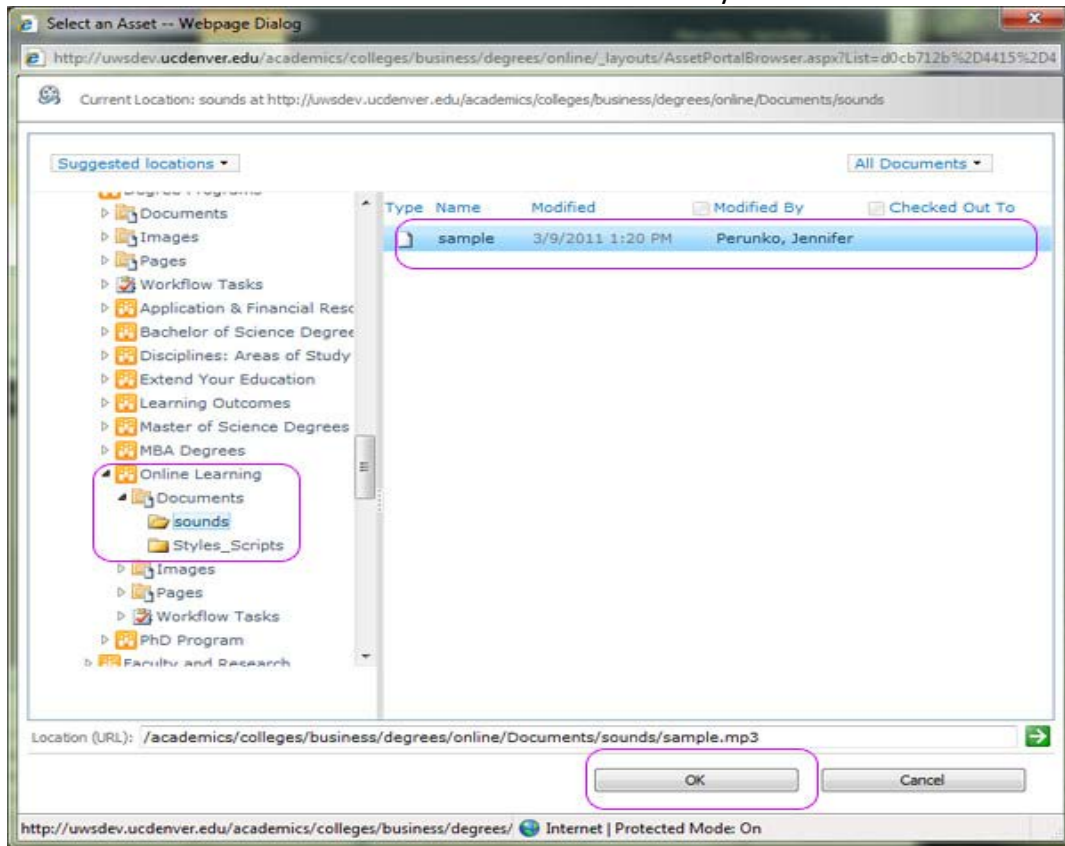 Select an Asset -- Webpage Dialog
http://uwsdev.ucdenver.edu/academics/colleges/business/degrees/online/_layouts/AssetPortalBrowser.aspx?List=d0cb712b%2D4415%2D4
Current Location: sounds at http://uwsdev.ucdenver.edu/academics/colleges/business/degrees/online/Documents/sounds
Suggested locations
All Documents
Degree Programs
Type Name Modified Modified By Checked Out To
Documents
sample 3/9/2011 1:20 PM Perunko, Jennifer
Images
Pages
Workflow Tasks
Application & Financial Resc
Bachelor of Science Degree
Disciplines: Areas of Study
Extend Your Education
Learning Outcomes
Master of Science Degrees
MBA Degrees
Online Learning
Documents
sounds
Styles_Scripts
Images
Pages
Workflow Tasks
PhD Program
Faculty and Research
Location (URL): /academics/colleges/business/degrees/online/Documents/sounds/sample.mp3
OK Cancel
http://uwsdev.ucdenver.edu/academics/colleges/business/degrees/ Internet | Protected Mode: On